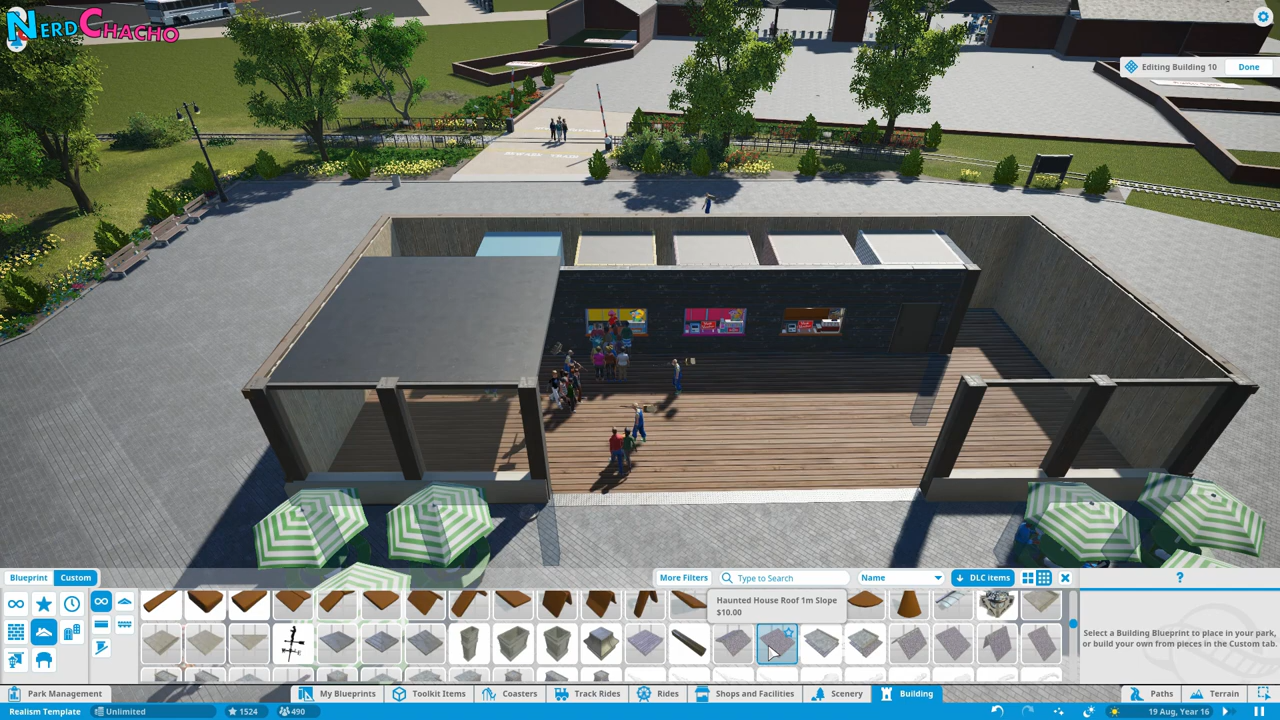 NERDCHACHO
Editing Building 10
Done
Blueprint
Custom
More Filters
Type to Search
Name
DLC items
?
Haunted House Roof 1m Slope
$10.00
Select a Building Blueprint to place in your park,
or build your own from pieces in the Custom tab.
Park Management
My Blueprints
Toolkit Items
Coasters
Track Rides
Rides
Shops and Facilities
Scenery
Building
Paths
Terrain
Realism Template
Unlimited
1524
490
19 Aug, Year 16